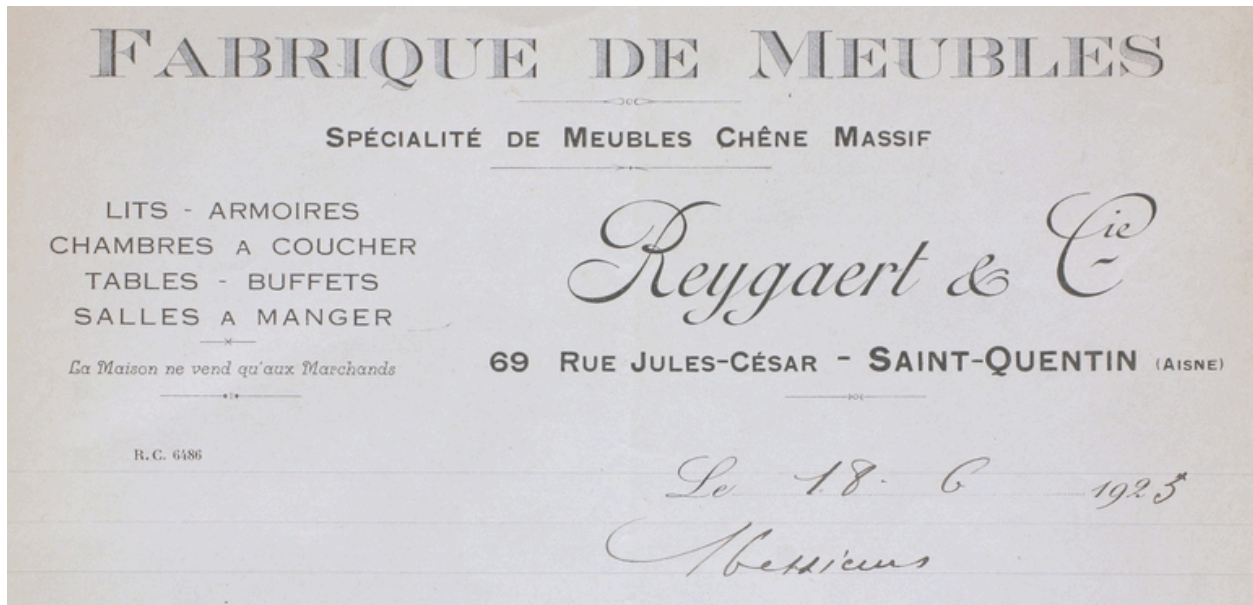 FABRIQUE DE MEUBLES
SPÉCIALITÉ DE MEUBLES CHÊNE MASSIF
LITS - ARMOIRES
CHAMBRES A COUCHER
TABLES - BUFFETS
SALLES A MANGER
La Maison ne vend qu'aux Marchands
R. C. 6486
Reygaert & Cie
69 RUE JULES-CÉSAR - SAINT-QUENTIN (AISNE)
Le 18. 6 1925
Messieurs